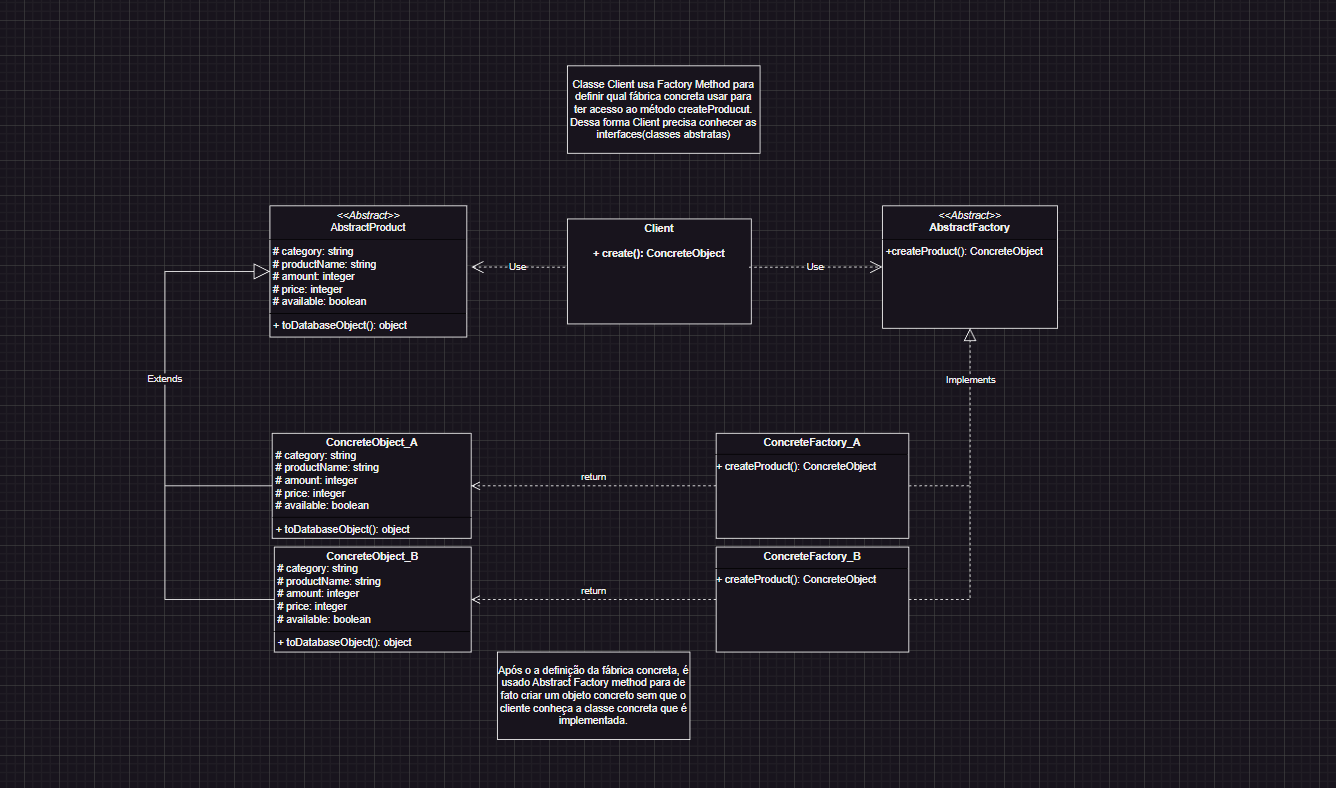 Classe Client usa Factory Method para
definir qual fábrica concreta usar para
ter acesso ao método createProducut.
Dessa forma Client precisa conhecer as
interfaces(classes abstratas)
<<Abstract>>
AbstractProduct
# category: string
# productName: string
# amount: integer
# price: integer
# available: boolean
+ toDatabaseObject(): object
Use
Client
+ create(): ConcreteObject
Use
<<Abstract>>
AbstractFactory
+createProduct(): ConcreteObject
Extends
Implements
ConcreteObject_A
# category: string
# productName: string
# amount: integer
# price: integer
# available: boolean
+ toDatabaseObject(): object
return
ConcreteFactory_A
+ createProduct(): ConcreteObject
ConcreteObject_B
# category: string
# productName: string
# amount: integer
# price: integer
# available: boolean
+ toDatabaseObject(): object
return
ConcreteFactory_B
+ createProduct(): ConcreteObject
Após o a definição da fábrica concreta, é
usado Abstract Factory method para de
fato criar um objeto concreto sem que o
cliente conheça a classe concreta que é
implementada.